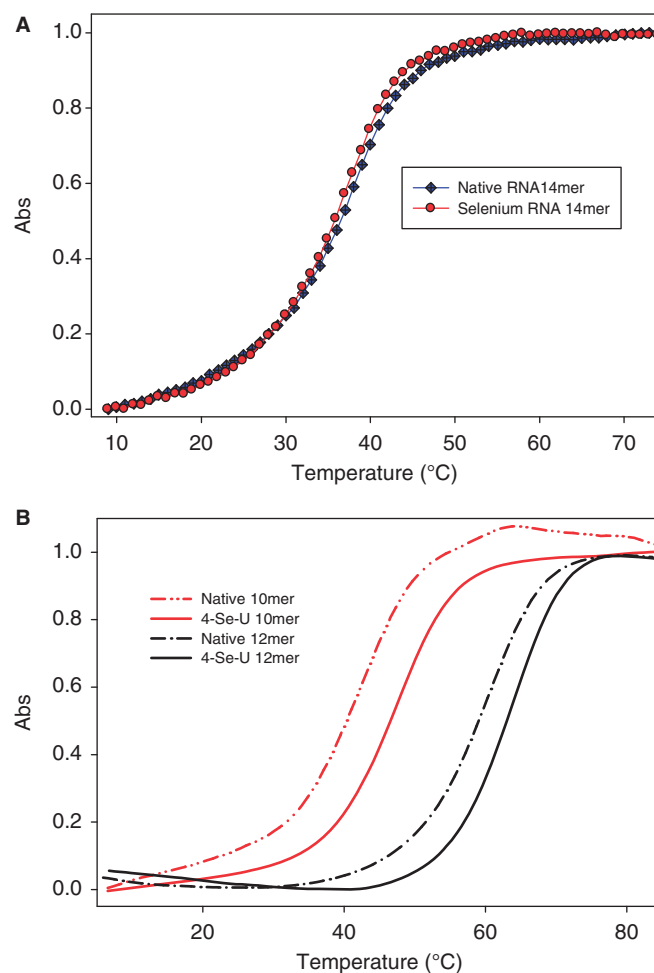 A
1.0
0.8
0.6
0.4
0.2
0.0
Abs
Native RNA14mer
Selenium RNA 14mer
10 20 30 40 50 60 70
Temperature (°C)
B
1.0
0.8
0.6
0.4
0.2
0.0
Abs
Native 10mer
4-Se-U 10mer
Native 12mer
4-Se-U 12mer
20 40 60 80
Temperature (°C)